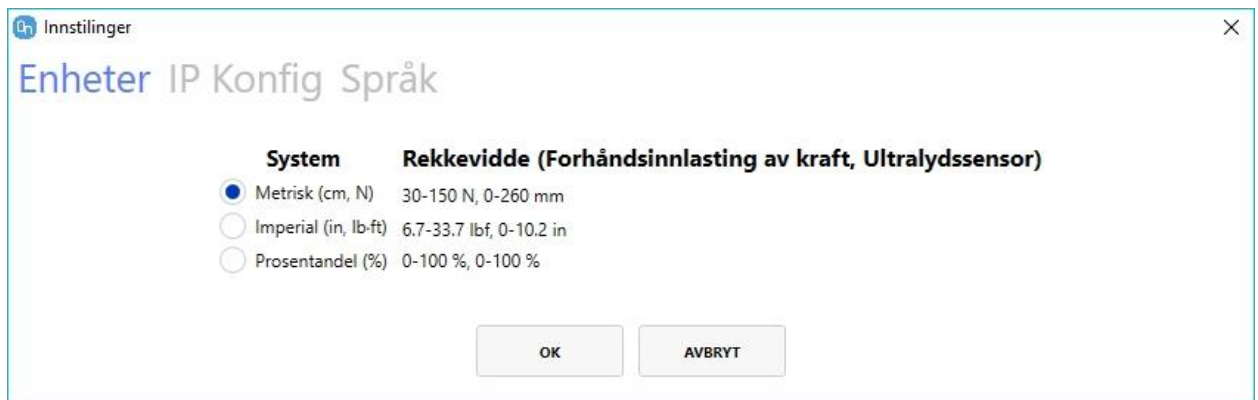 Innstilinger
Enheter IP Konfig Språk
System Rekkevidde (Forhåndsinnlasting av kraft, Ultralydssensor)
Metrisk (cm, N) 30-150 N, 0-260 mm
Imperial (in, lb-ft) 6.7-33.7 lbf, 0-10.2 in
Prosentandel (%) 0-100 %, 0-100 %
OK AVBRYT